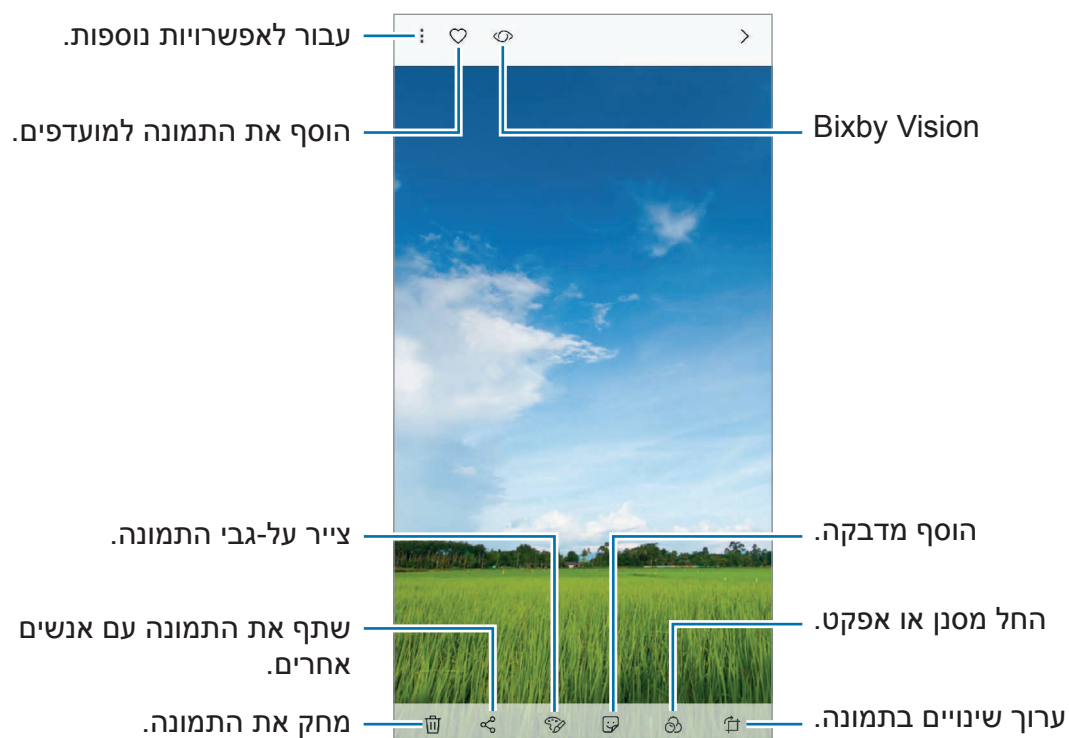 עבור לאפשרויות נוספות.
הוסף את התמונה למועדפים.
Bixby Vision
צייר על-גבי התמונה.
הוסף מדבקה.
שתף את התמונה עם אנשים
אחרים.
החל מסנן או אפקט.
מחק את התמונה.
ערוך שינויים בתמונה.